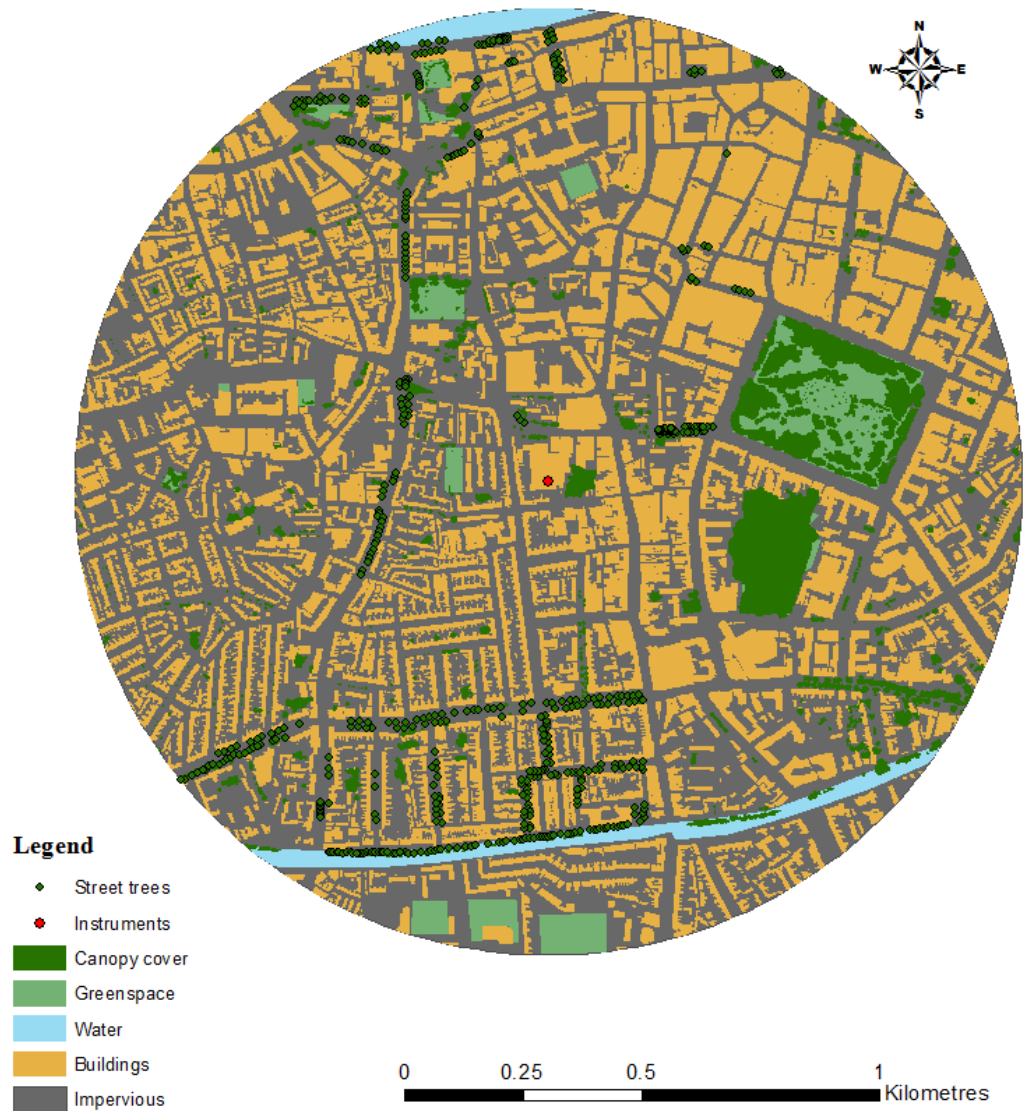 N
W E
S
Legend
Street trees
Instruments
Canopy cover
Greenspace
Water
Buildings
Impervious
0 0.25 0.5 1
Kilometres